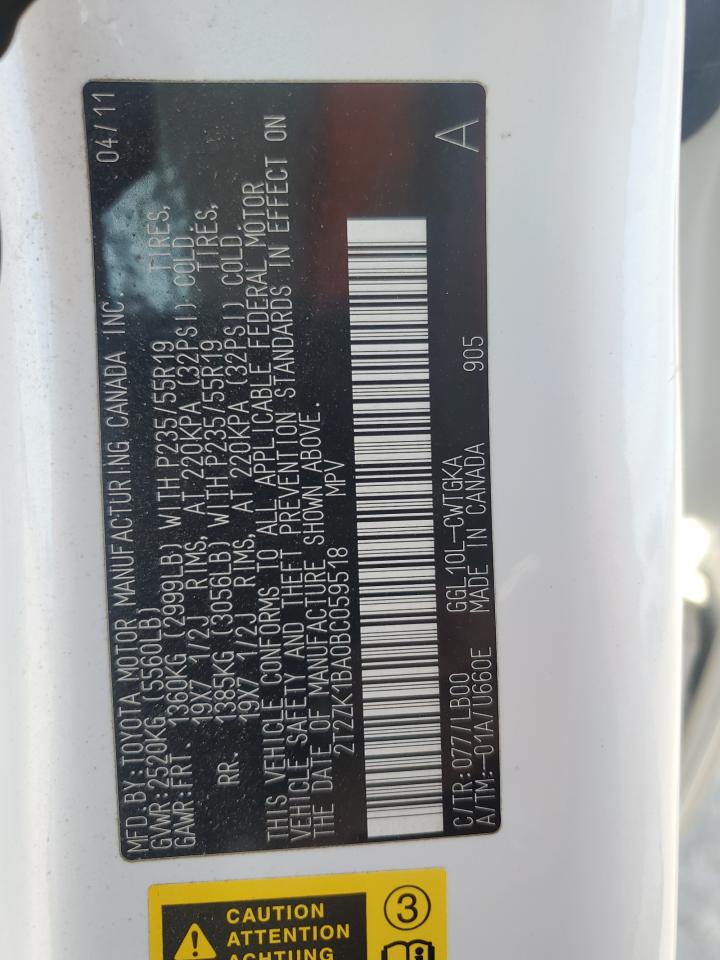 MFD.BY:TOYOTA MOTOR MANUFACTURING CANADA INC. 04/11
GVWR:2520KG (5560LB)
GAWR:FRT. 1360KG (2999LB) WITH P235/55R19 TIRES,
19X7 1/2J RIMS, AT 220KPA (32PSI) COLD.
RR. 1385KG (3056LB) WITH P235/55R19 TIRES,
19X7 1/2J RIMS, AT 220KPA (32PSI) COLD.
THIS VEHICLE CONFORMS TO ALL APPLICABLE FEDERAL MOTOR
VEHICLE SAFETY AND THEFT PREVENTION STANDARDS IN EFFECT ON
THE DATE OF MANUFACTURE SHOWN ABOVE.
2T2ZK1BA0BC059518 MPV
A
C/TR:077/LB00 GGL10L-CWTGKA 905
A/TM:-01A/U660E MADE IN CANADA
CAUTION
ATTENTION
ACHTUNG
3